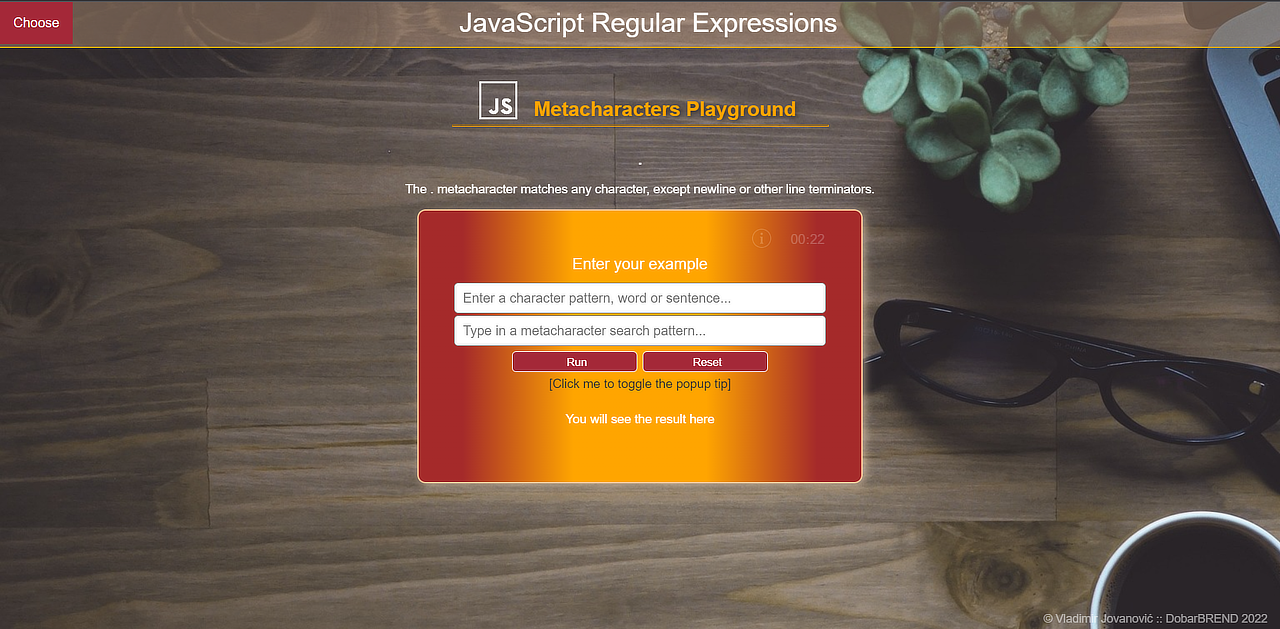 Choose
JavaScript Regular Expressions
JS
Metacharacters Playground
.
The . metacharacter matches any character, except newline or other line terminators.
00:22
Enter your example
Enter a character pattern, word or sentence...
Type in a metacharacter search pattern...
Run
Reset
[Click me to toggle the popup tip]
You will see the result here
© Vladimir Jovanović :: DobarBREND 2022